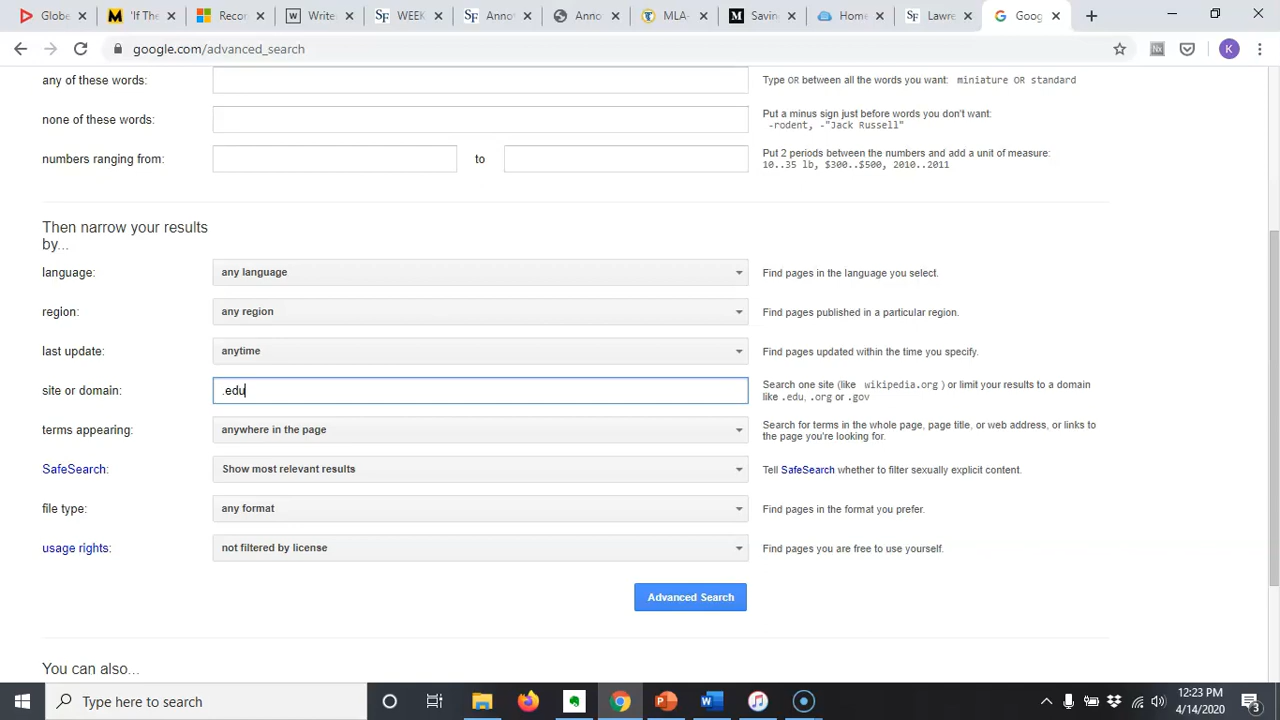 Globe
'If The
Recor
Write
WEEK
Anno
Anno
MLA-
Savin
Home
Lawre
Goog
google.com/advanced_search
K
any of these words:
Type OR between all the words you want: miniature OR standard
none of these words:
Put a minus sign just before words you don't want:
-rodent, -"Jack Russell"
numbers ranging from:
to
Put 2 periods between the numbers and add a unit of measure:
10..35 lb, $300..$500, 2010..2011
Then narrow your results
by...
language:
any language
Find pages in the language you select.
region:
any region
Find pages published in a particular region.
last update:
anytime
Find pages updated within the time you specify.
site or domain:
.edu
Search one site (like wikipedia.org ) or limit your results to a domain
like .edu, .org or .gov
terms appearing:
anywhere in the page
Search for terms in the whole page, page title, or web address, or links to
the page you're looking for.
SafeSearch:
Show most relevant results
Tell SafeSearch whether to filter sexually explicit content.
file type:
any format
Find pages in the format you prefer.
usage rights:
not filtered by license
Find pages you are free to use yourself.
Advanced Search
You can also...
Type here to search
12:23 PM
4/14/2020
3